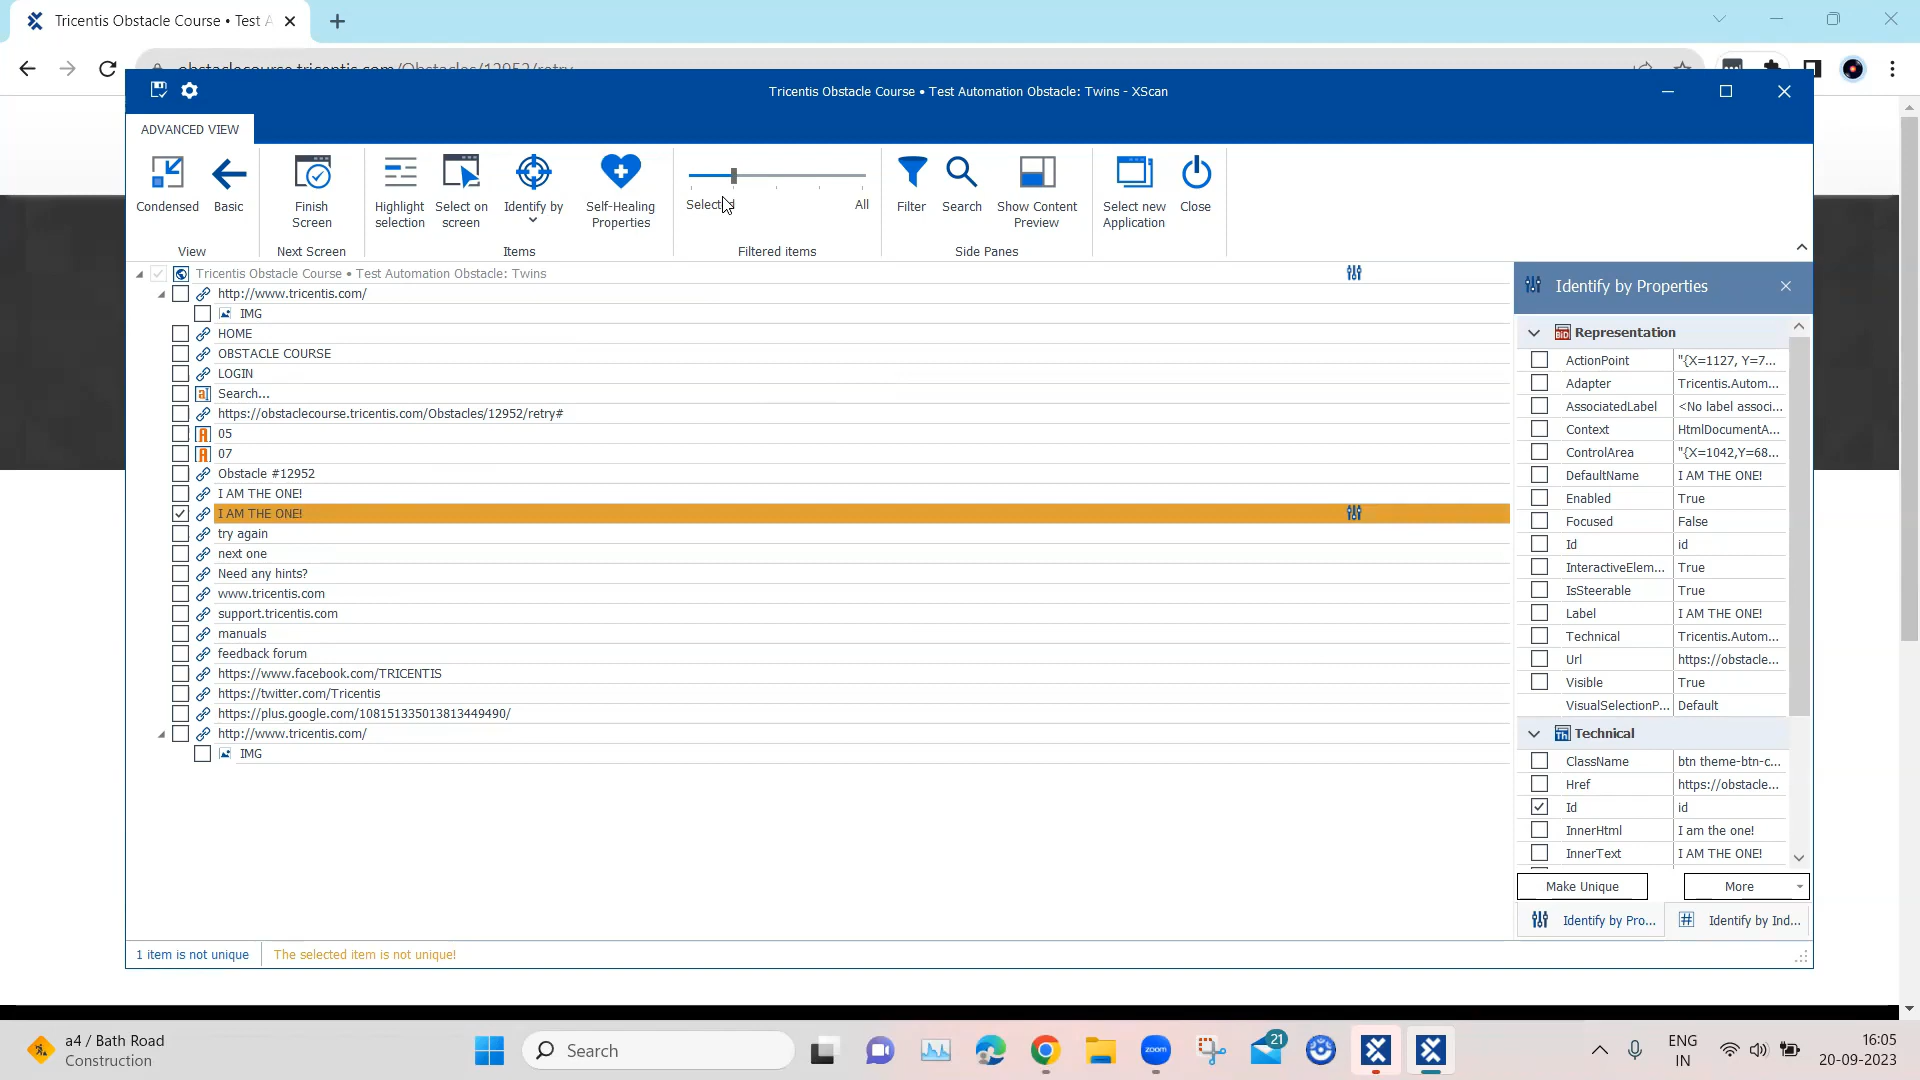 Tricentis Obstacle Course • Test A
obstaclecourse.tricentis.com/Obstacles/12952/retry
Tricentis Obstacle Course • Test Automation Obstacle: Twins - XScan
ADVANCED VIEW
Condensed
Basic
View
Finish
Screen
Next Screen
Highlight
selection
Select on
screen
Identify by
Self-Healing
Properties
Items
Selected
All
Filtered items
Filter
Search
Show Content
Preview
Side Panes
Select new
Application
Close
Tricentis Obstacle Course • Test Automation Obstacle: Twins
http://www.tricentis.com/
IMG
HOME
OBSTACLE COURSE
LOGIN
Search...
https://obstaclecourse.tricentis.com/Obstacles/12952/retry#
05
07
Obstacle #12952
I AM THE ONE!
I AM THE ONE!
try again
next one
Need any hints?
www.tricentis.com
support.tricentis.com
manuals
feedback forum
https://www.facebook.com/TRICENTIS
https://twitter.com/Tricentis
https://plus.google.com/108151335013813449490/
http://www.tricentis.com/
IMG
Identify by Properties
Representation
ActionPoint "{X=1127, Y=7...
Adapter Tricentis.Autom...
AssociatedLabel <No label associ...
Context HtmlDocumentA...
ControlArea "{X=1042,Y=68...
DefaultName I AM THE ONE!
Enabled True
Focused False
Id id
InteractiveElem... True
IsSteerable True
Label I AM THE ONE!
Technical Tricentis.Autom...
Url https://obstacle...
Visible True
VisualSelectionP... Default
Technical
ClassName btn theme-btn-c...
Href https://obstacle...
Id id
InnerHtml I am the one!
InnerText I AM THE ONE!
Make Unique
More
Identify by Pro...
Identify by Ind...
1 item is not unique
The selected item is not unique!
a4 / Bath Road
Construction
Search
zoom
21
ENG
IN
16:05
20-09-2023